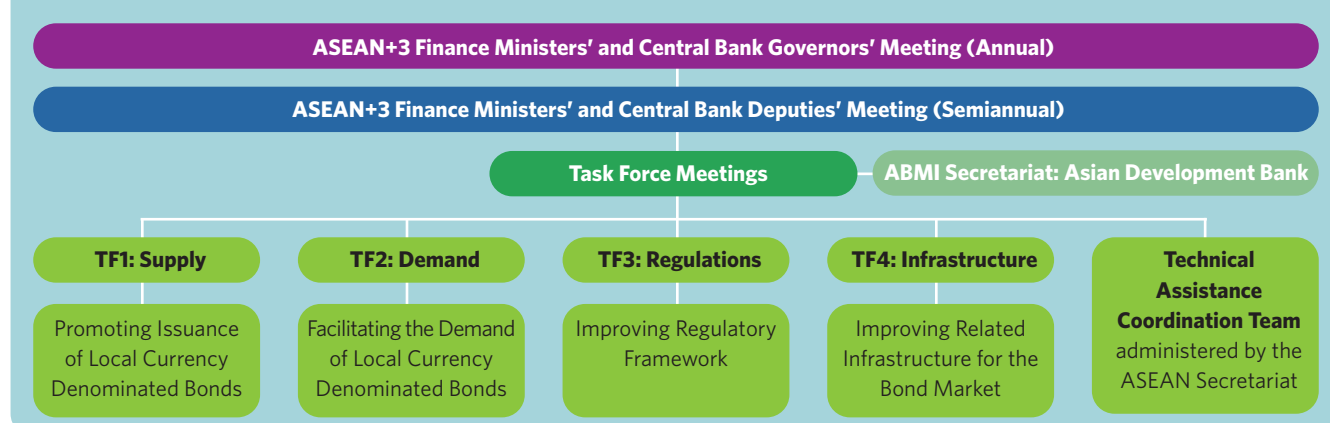 ASEAN+3 Finance Ministers’ and Central Bank Governors’ Meeting (Annual)
ASEAN+3 Finance Ministers’ and Central Bank Deputies’ Meeting (Semiannual)
Task Force Meetings
ABMI Secretariat: Asian Development Bank
TF1: Supply
Promoting Issuance
of Local Currency
Denominated Bonds
TF2: Demand
Facilitating the Demand
of Local Currency
Denominated Bonds
TF3: Regulations
Improving Regulatory
Framework
TF4: Infrastructure
Improving Related
Infrastructure for the
Bond Market
Technical
Assistance
Coordination Team
administered by the
ASEAN Secretariat